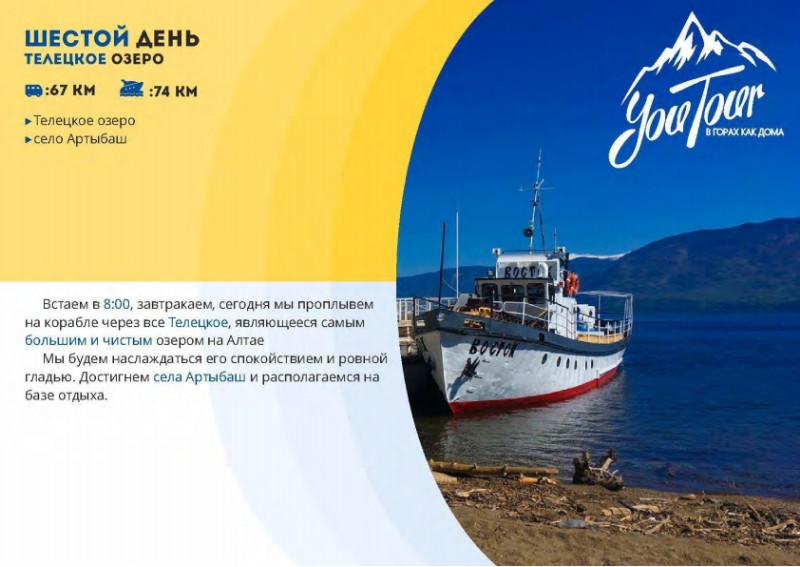 ШЕСТОЙ ДЕНЬ
ТЕЛЕЦКОЕ ОЗЕРО
:67 КМ :74 КМ
Телецкое озеро
село Артыбаш
Встаем в 8:00, завтракаем, сегодня мы проплывем
на корабле через все Телецкое, являющееся самым
большим и чистым озером на Алтае
Мы будем наслаждаться его спокойствием и ровной
гладью. Достигнем села Артыбаш и располагаемся на
базе отдыха.
You Tour
В ГОРАХ КАК ДОМА
ВОСТО
ВОСТОК